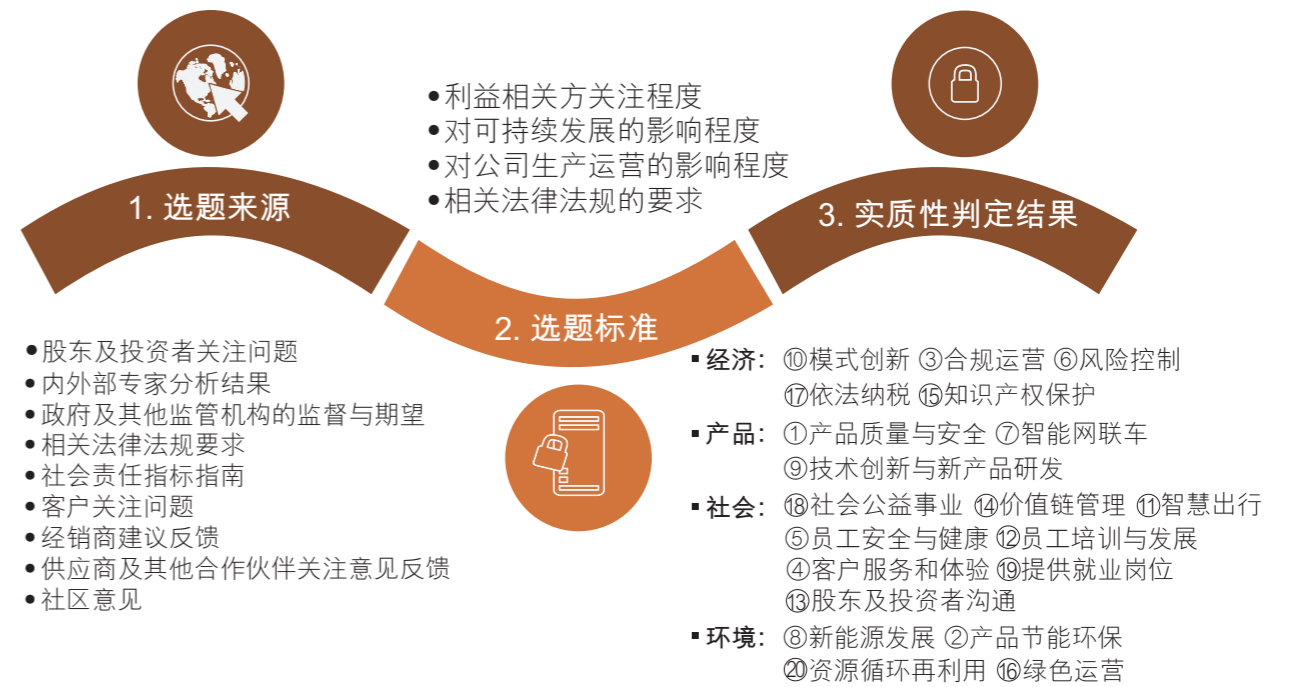 1. 选题来源
●股东及投资者关注问题
●内外部专家分析结果
●政府及其他监管机构的监督与期望
●相关法律法规要求
●社会责任指标指南
●客户关注问题
●经销商建议反馈
●供应商及其他合作伙伴关注意见反馈
●社区意见
●利益相关方关注程度
●对可持续发展的影响程度
●对公司生产运营的影响程度
●相关法律法规的要求
2. 选题标准
3. 实质性判定结果
▪经济：⑩模式创新 ③合规运营 ⑥风险控制
⑰依法纳税 ⑮知识产权保护
▪产品：①产品质量与安全 ⑦智能网联车
⑨技术创新与新产品研发
▪社会：⑱社会公益事业 ⑭价值链管理 ⑪智慧出行
⑤员工安全与健康 ⑫员工培训与发展
④客户服务和体验 ⑲提供就业岗位
⑬股东及投资者沟通
▪环境：⑧新能源发展 ②产品节能环保
⑳资源循环再利用 ⑯绿色运营